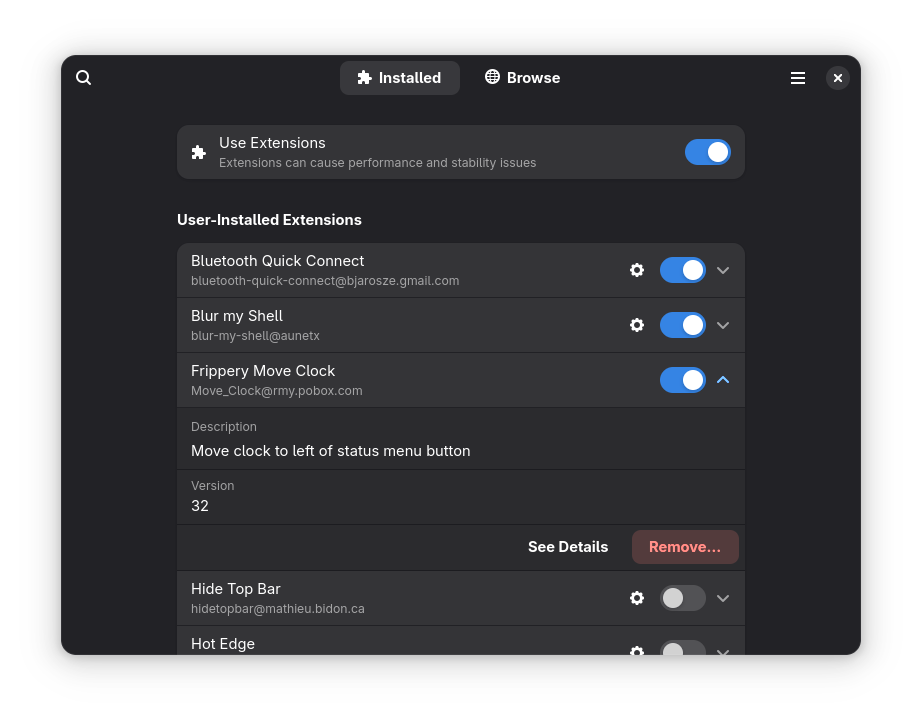 Installed
Browse
Use Extensions
Extensions can cause performance and stability issues
User-Installed Extensions
Bluetooth Quick Connect
bluetooth-quick-connect@bjarosze.gmail.com
Blur my Shell
blur-my-shell@aunetx
Frippery Move Clock
Move_Clock@rmy.pobox.com
Description
Move clock to left of status menu button
Version
32
See Details
Remove...
Hide Top Bar
hidetopbar@mathieu.bidon.ca
Hot Edge